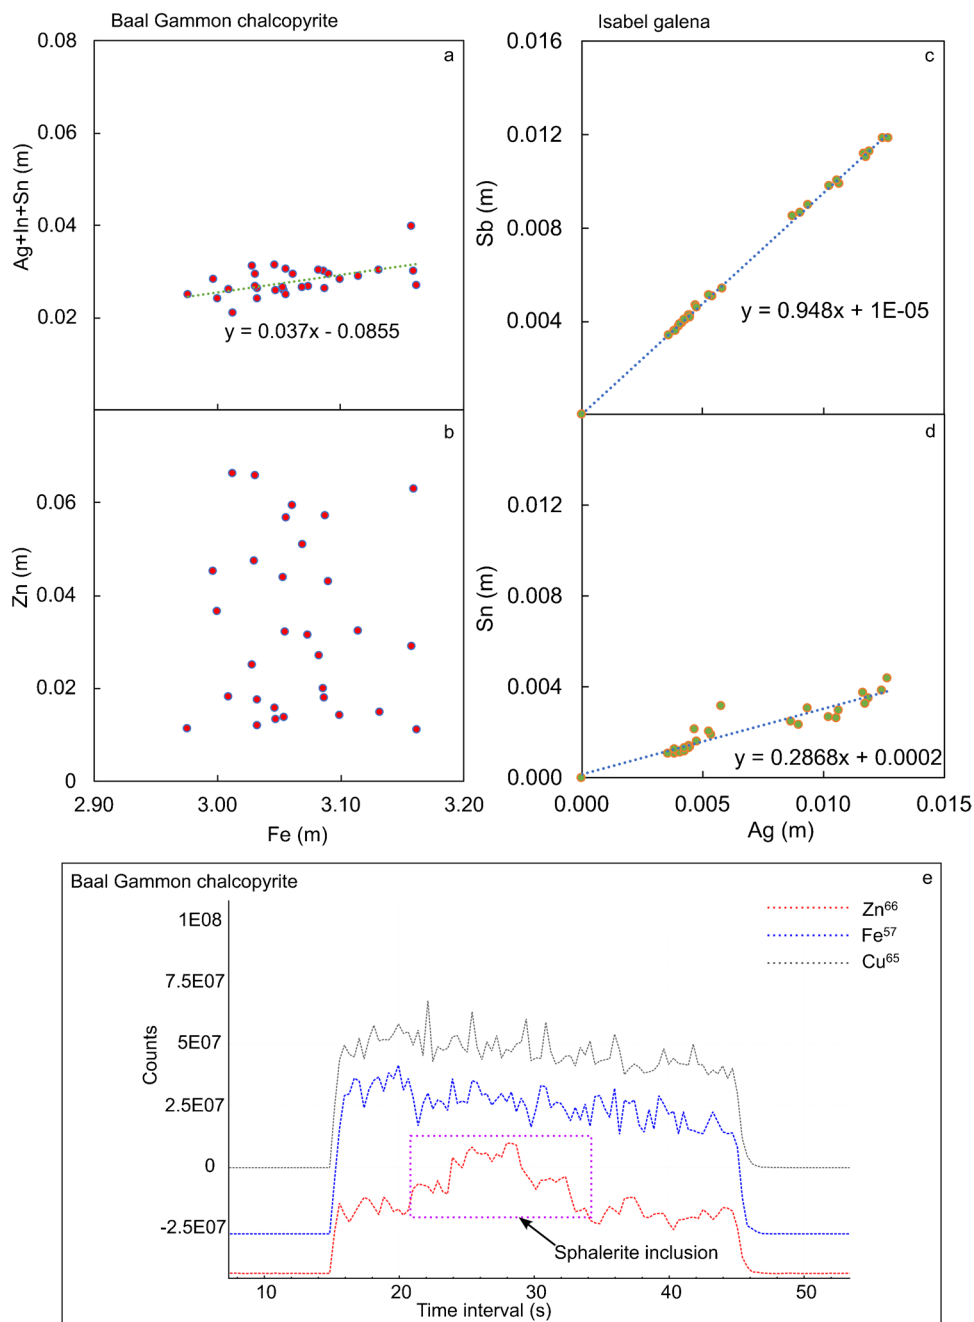 Baal Gammon chalcopyrite
a
0.08
0.06
0.04
0.02
Ag+In+Sn (m)
y = 0.037x - 0.0855
b
0.06
0.04
0.02
0
Zn (m)
2.90
3.00
3.10
3.20
Fe (m)
Isabel galena
c
0.016
0.012
0.008
0.004
Sb (m)
y = 0.948x + 1E-05
d
0.012
0.008
0.004
0.000
Sn (m)
y = 0.2868x + 0.0002
0.000
0.005
0.010
0.015
Ag (m)
Baal Gammon chalcopyrite
e
1E08
7.5E07
5E07
2.5E07
0
-2.5E07
Counts
Zn⁶⁶
Fe⁵⁷
Cu⁶⁵
Sphalerite inclusion
10
20
30
40
50
Time interval (s)